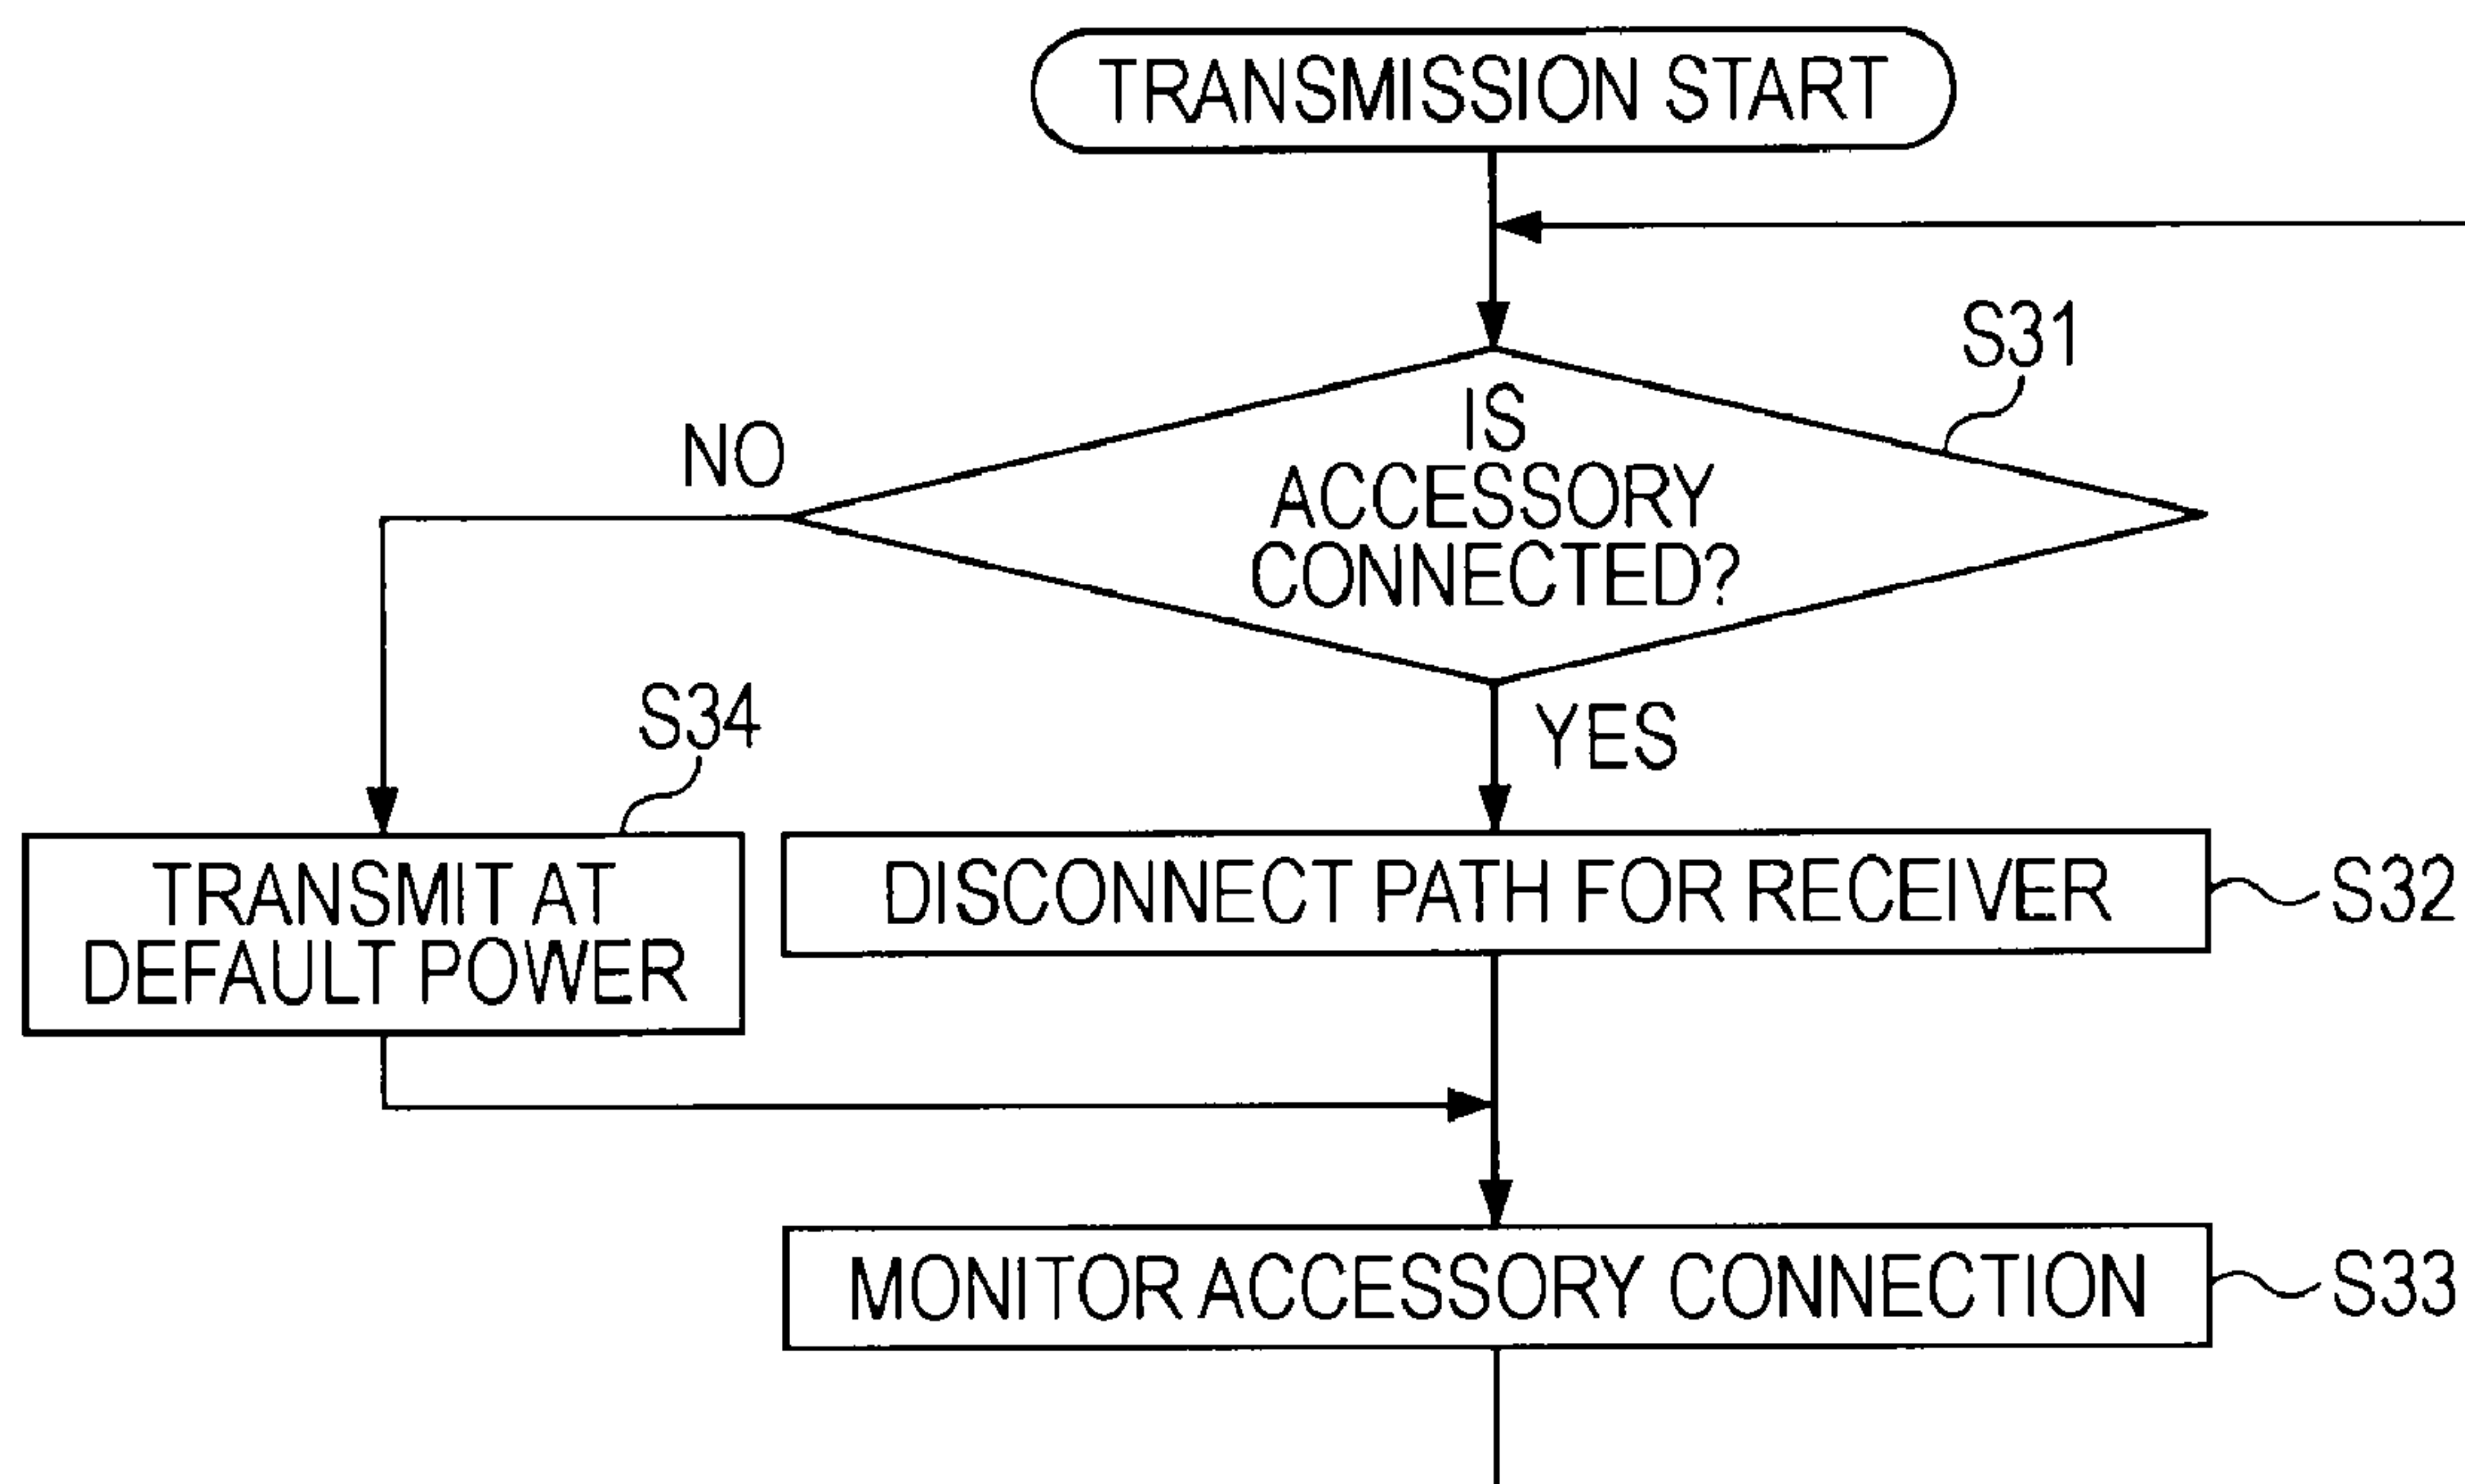 TRANSMISSION START
S31
IS
ACCESSORY
CONNECTED?
NO
YES
S34
TRANSMIT AT
DEFAULT POWER
DISCONNECT PATH FOR RECEIVER
S32
MONITOR ACCESSORY CONNECTION
S33